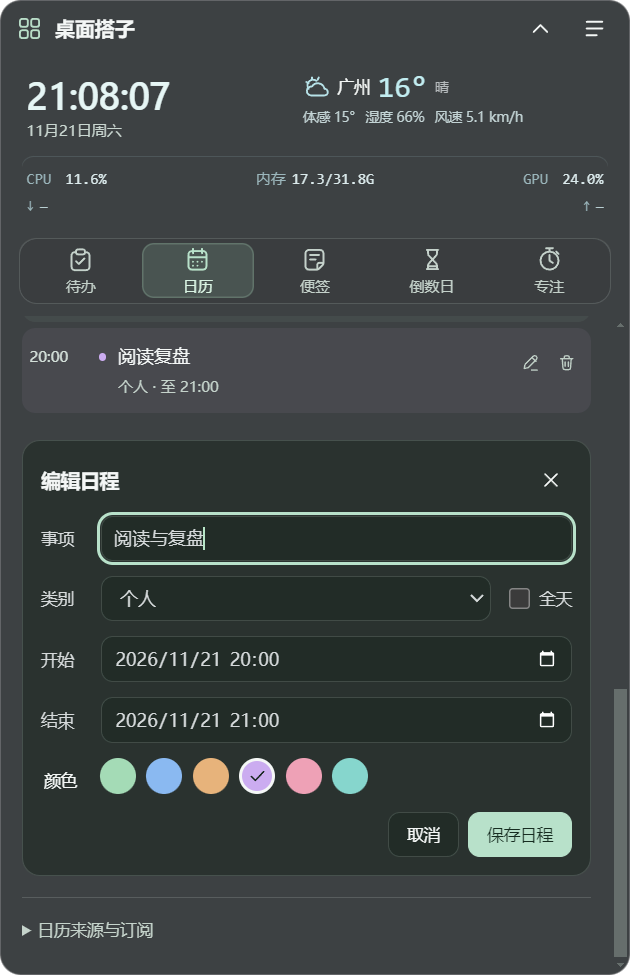 桌面搭子
21:08:07
11月21日周六
广州 16° 晴
体感 15° 湿度 66% 风速 5.1 km/h
CPU 11.6% 内存 17.3/31.8G GPU 24.0%
↓ — ↑ —
待办 日历 便签 倒数日 专注
20:00 阅读复盘
个人 · 至 21:00
编辑日程
事项 阅读与复盘
类别 个人 全天
开始 2026/11/21 20:00
结束 2026/11/21 21:00
颜色
取消 保存日程
日历来源与订阅